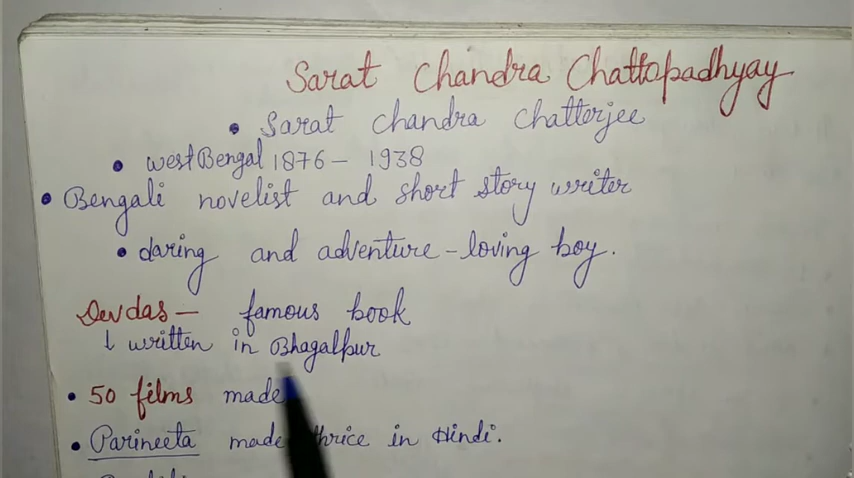 Sarat Chandra Chattopadhyay
• Sarat chandra chatterjee
• west Bengal 1876 - 1938
• Bengali novelist and short story writer
• daring and adventure - loving boy.
Devdas - famous book
↓ written in Bhagalpur
• 50 films made
• Parineeta made thrice in Hindi.